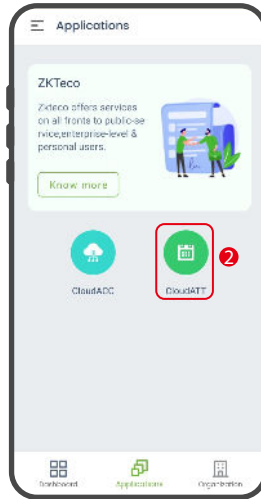 Applications
ZKTeco
Zkteco offers services
on all fronts to public-se
rvice,enterprise-level &
personal users.
Know more
2
CloudACC
CloudATT
Dashboard
Applications
Organization